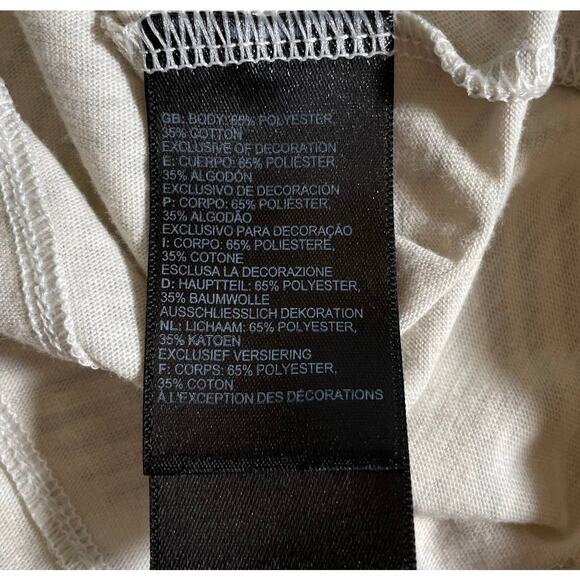 GB: BODY: 65% POLYESTER,
35% COTTON
EXCLUSIVE OF DECORATION
E: CUERPO: 65% POLIÉSTER,
35% ALGODÓN
EXCLUSIVO DE DECORACIÓN
P: CORPO: 65% POLIÉSTER,
35% ALGODÃO
EXCLUSIVO PARA DECORAÇÃO
I: CORPO: 65% POLIESTERE,
35% COTONE
ESCLUSA LA DECORAZIONE
D: HAUPTTEIL: 65% POLYESTER,
35% BAUMWOLLE
AUSSCHLIESSLICH DEKORATION
NL: LICHAAM: 65% POLYESTER,
35% KATOEN
EXCLUSIEF VERSIERING
F: CORPS: 65% POLYESTER,
35% COTON
À L'EXCEPTION DES DÉCORATIONS